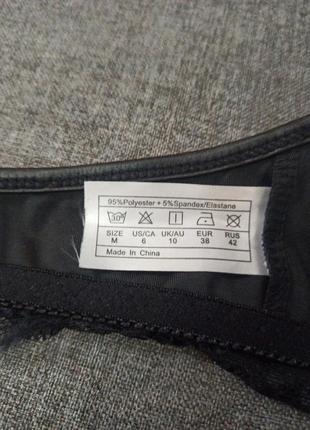 95%Polyester + 5%Spandex/Elastane
30°
SIZE US/CA UK/AU EUR RUS
M 6 10 38 42
Made In China